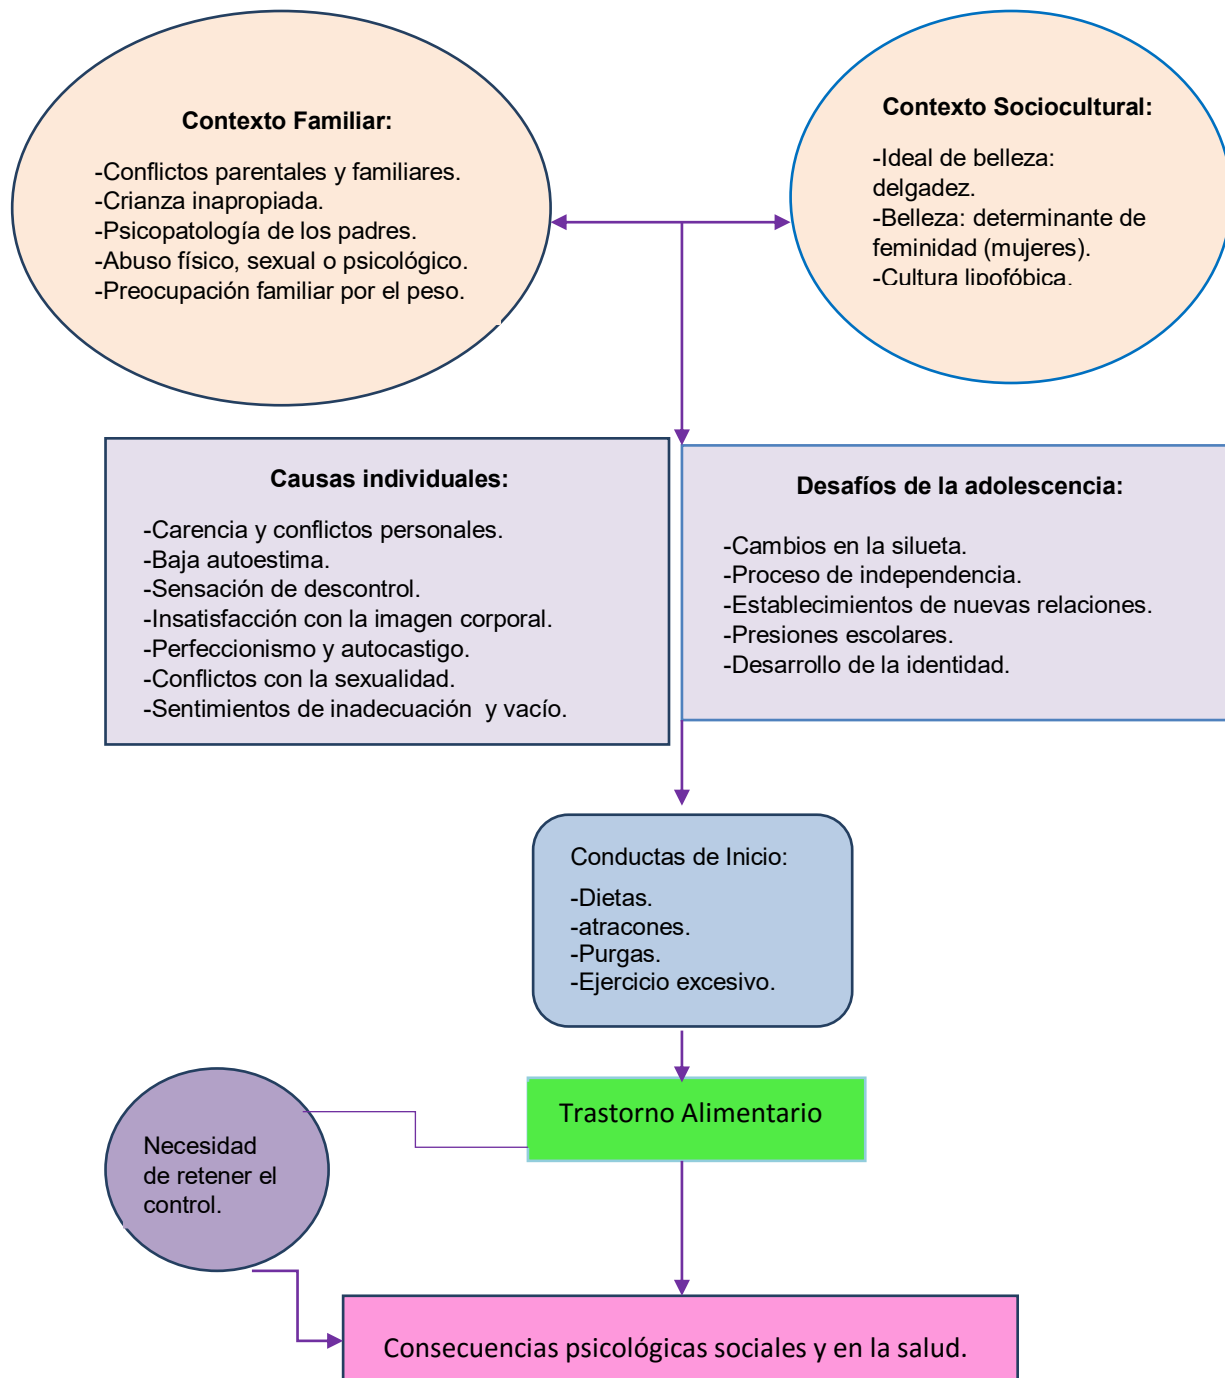 Contexto Familiar:
-Conflictos parentales y familiares.
-Crianza inapropiada.
-Psicopatología de los padres.
-Abuso físico, sexual o psicológico.
-Preocupación familiar por el peso.
Contexto Sociocultural:
-Ideal de belleza:
delgadez.
-Belleza: determinante de
feminidad (mujeres).
-Cultura lipofóbica.
Causas individuales:
-Carencia y conflictos personales.
-Baja autoestima.
-Sensación de descontrol.
-Insatisfacción con la imagen corporal.
-Perfeccionismo y autocastigo.
-Conflictos con la sexualidad.
-Sentimientos de inadecuación  y vacío.
Desafíos de la adolescencia:
-Cambios en la silueta.
-Proceso de independencia.
-Establecimientos de nuevas relaciones.
-Presiones escolares.
-Desarrollo de la identidad.
Conductas de Inicio:
-Dietas.
-atracones.
-Purgas.
-Ejercicio excesivo.
Trastorno Alimentario
Necesidad
de retener el
control.
Consecuencias psicológicas sociales y en la salud.